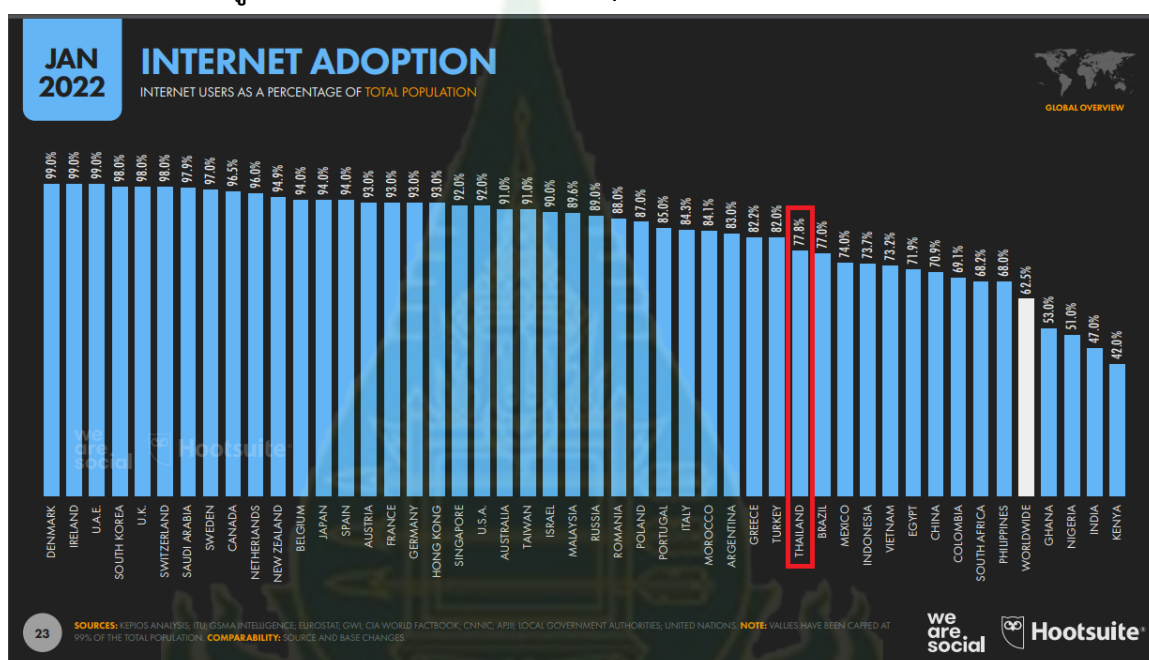 JAN
2022
INTERNET ADOPTION
INTERNET USERS AS A PERCENTAGE OF TOTAL POPULATION
GLOBAL OVERVIEW
99.0% 99.0% 99.0% 98.0% 98.0% 98.0% 97.9% 97.0% 96.5% 96.0% 94.9% 94.0% 94.0% 94.0% 93.0% 93.0% 93.0% 93.0% 92.0% 92.0% 91.0% 91.0% 90.0% 89.6% 89.0% 88.0% 87.0% 85.0% 84.3% 84.1% 83.0% 82.2% 82.0% 77.8% 77.0% 74.0% 73.7% 73.2% 71.9% 70.9% 69.1% 68.2% 68.0% 62.5% 53.0% 51.0% 47.0% 42.0%
we
are
social
Hootsuite
DENMARK IRELAND U.A.E. SOUTH KOREA U.K. SWITZERLAND SAUDI ARABIA SWEDEN CANADA NETHERLANDS NEW ZEALAND BELGIUM JAPAN SPAIN AUSTRIA FRANCE GERMANY HONG KONG SINGAPORE U.S.A. AUSTRALIA TAIWAN ISRAEL MALAYSIA RUSSIA ROMANIA POLAND PORTUGAL ITALY MOROCCO ARGENTINA GREECE TURKEY THAILAND BRAZIL MEXICO INDONESIA VIETNAM EGYPT CHINA COLOMBIA SOUTH AFRICA PHILIPPINES WORLDWIDE GHANA NIGERIA INDIA KENYA
23
SOURCES: KEPIOS ANALYSIS; ITU; GSMA INTELLIGENCE; EUROSTAT; GWI; CIA WORLD FACTBOOK; CNNIC; APJII; LOCAL GOVERNMENT AUTHORITIES; UNITED NATIONS. NOTE: VALUES HAVE BEEN CAPPED AT
99% OF THE TOTAL POPULATION. COMPARABILITY: SOURCE AND BASE CHANGES.
we
are
social
Hootsuite®